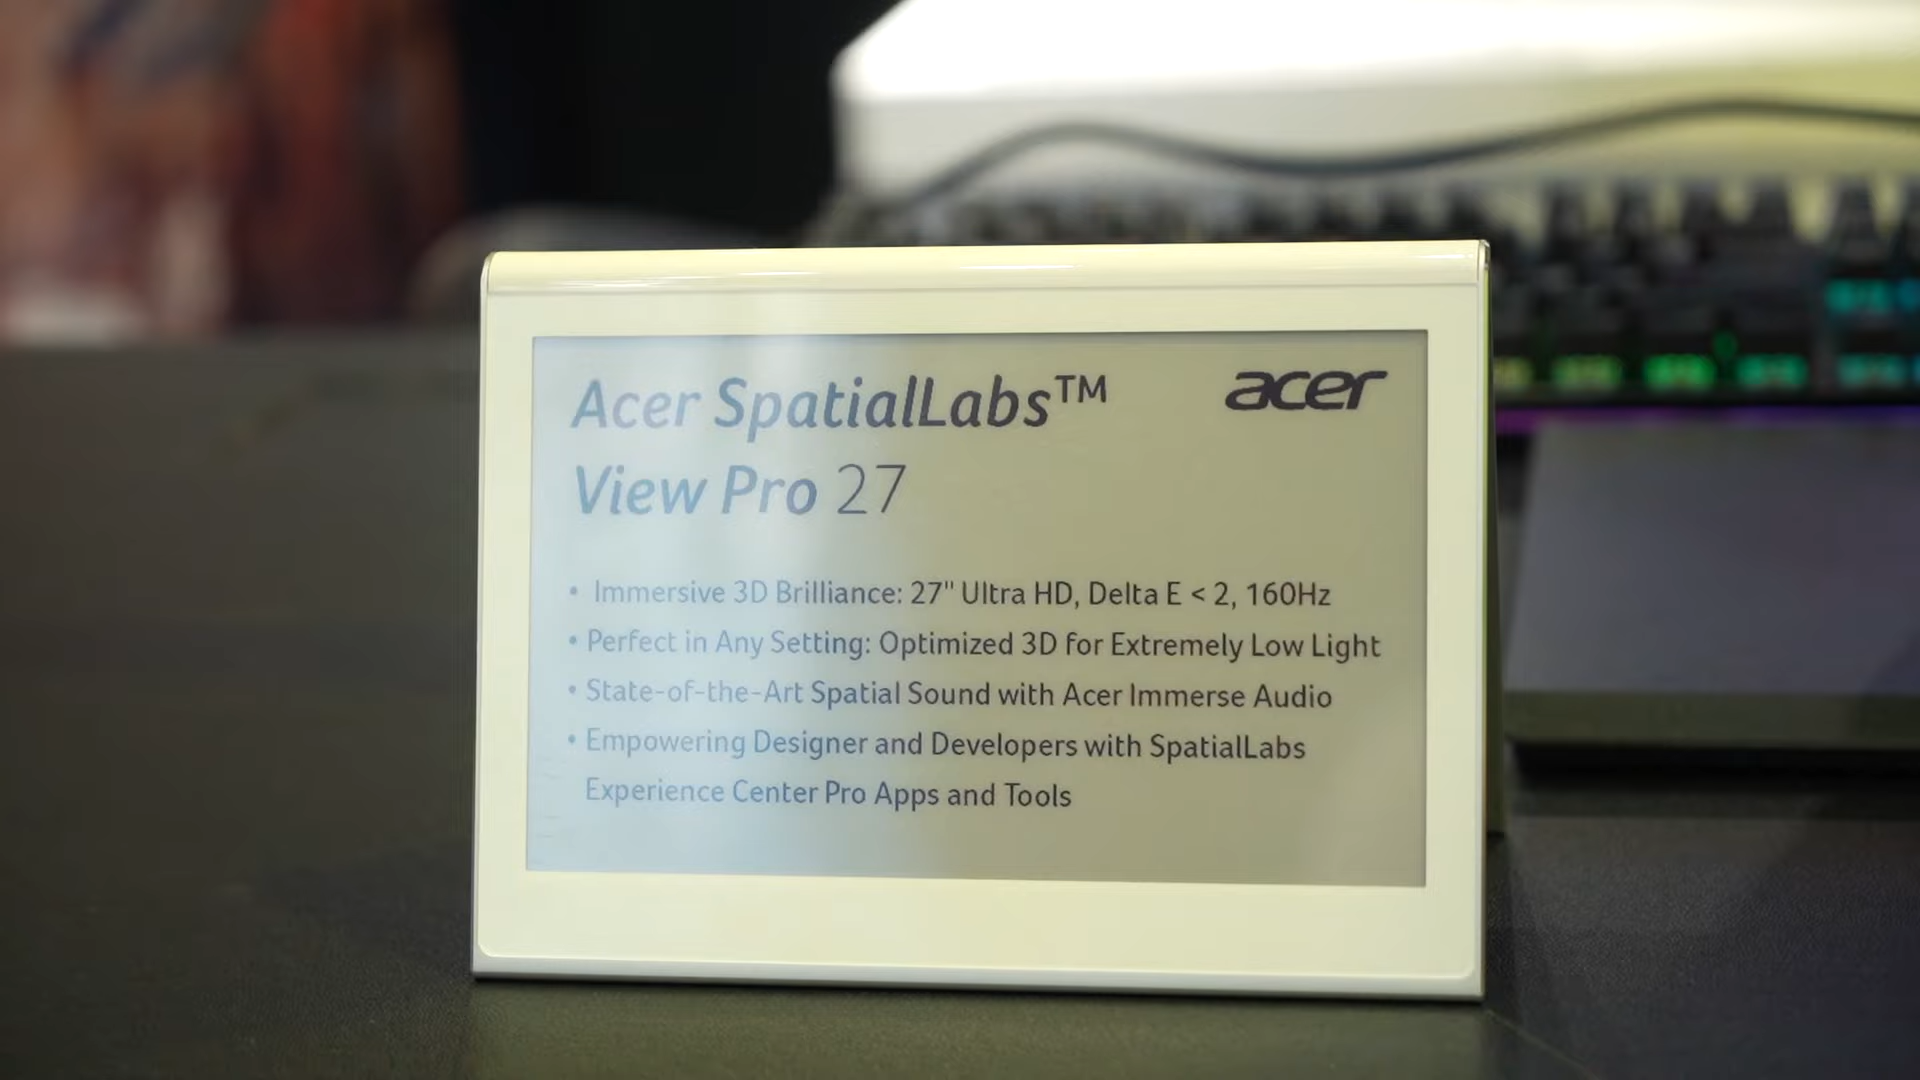 Acer SpatialLabs™ acer
View Pro 27
• Immersive 3D Brilliance: 27" Ultra HD, Delta E < 2, 160Hz
• Perfect in Any Setting: Optimized 3D for Extremely Low Light
• State-of-the-Art Spatial Sound with Acer Immerse Audio
• Empowering Designer and Developers with SpatialLabs
Experience Center Pro Apps and Tools